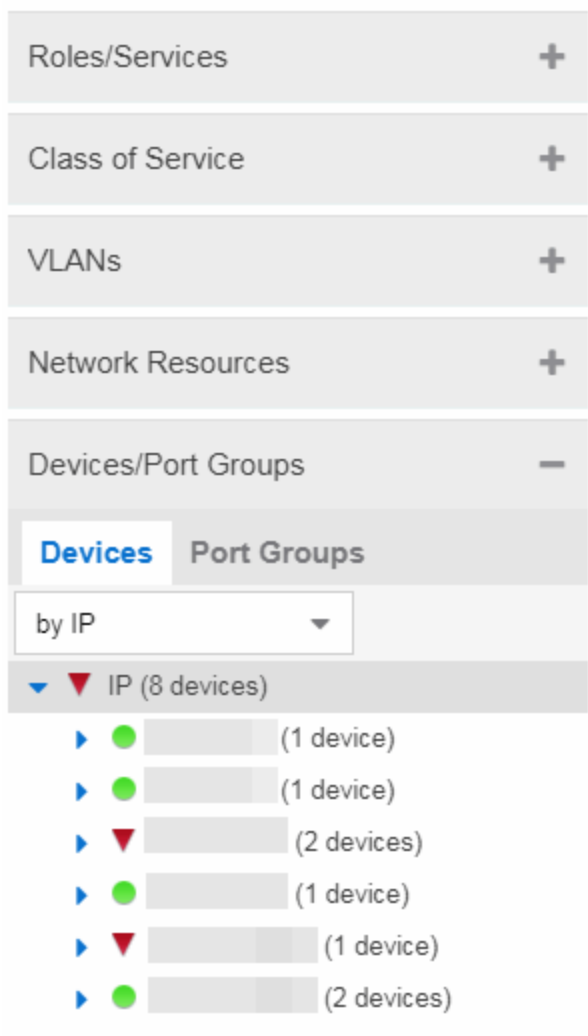 Roles/Services
Class of Service
VLANs
Network Resources
Devices/Port Groups
Devices Port Groups
by IP
IP (8 devices)
(1 device)
(1 device)
(2 devices)
(1 device)
(1 device)
(2 devices)